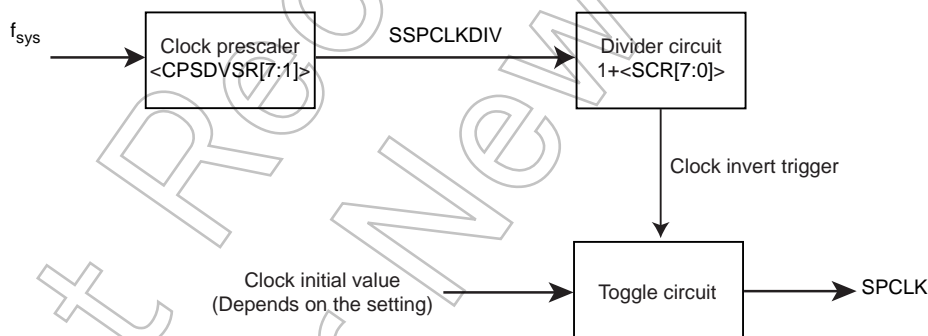 f_sys
Clock prescaler
<CPSDVSR[7:1]>
SSPCLKDIV
Divider circuit
1+<SCR[7:0]>
Clock invert trigger
Clock initial value
(Depends on the setting)
Toggle circuit
SPCLK